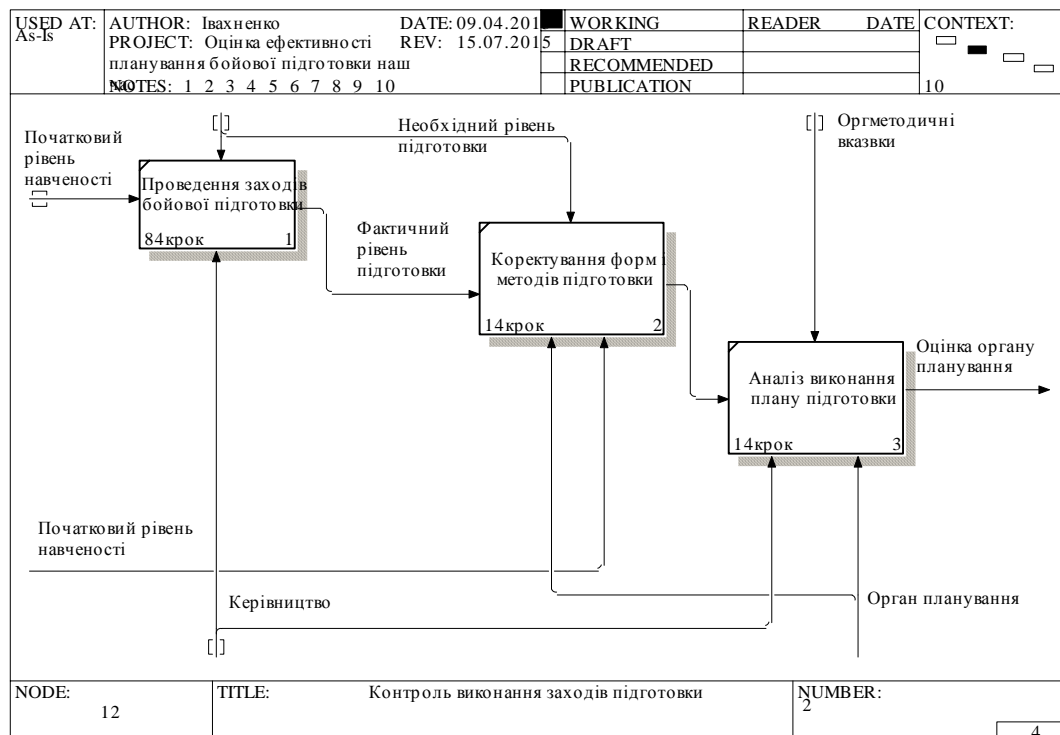 USED AT:
As-Is
AUTHOR: Івахненко
DATE: 09.04.201
PROJECT: Оцінка ефективності
REV: 15.07.2015
планування бойової підготовки наш
NOTES: 1 2 3 4 5 6 7 8 9 10
WORKING
DRAFT
RECOMMENDED
PUBLICATION
READER
DATE
CONTEXT:
10
Початковий
рівень
навченості
Необхідний рівень
підготовки
Оргметодичні
вказвки
Проведення заходів
бойової підготовки
84крок
1
Фактичний
рівень
підготовки
Коректування форм і
методів підготовки
14крок
2
Оцінка органу
планування
Аналіз виконання
плану підготовки
14крок
3
Початковий рівень
навченості
Керівництво
Орган планування
NODE:
12
TITLE:
Контроль виконання заходів підготовки
NUMBER:
2
4